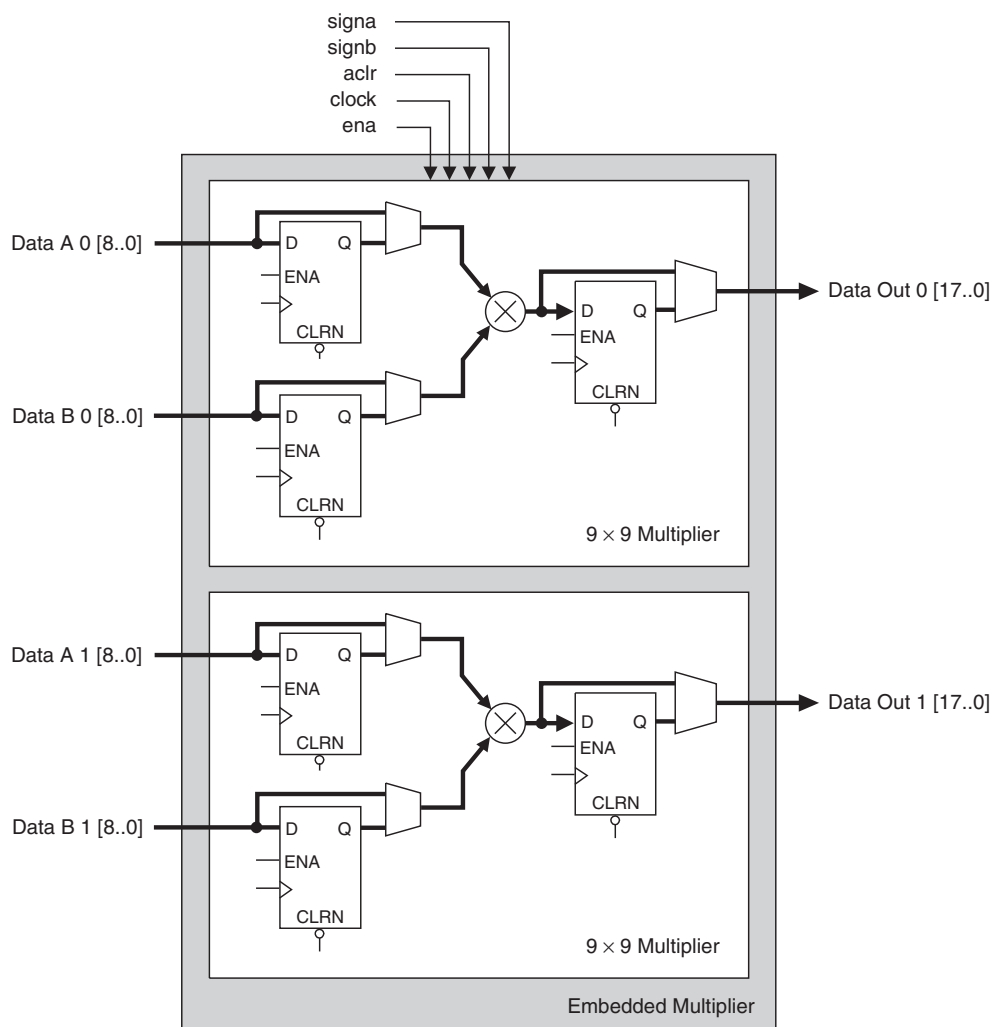 signa
signb
aclr
clock
ena
Data A 0 [8..0]
D Q
ENA
CLRN
Data B 0 [8..0]
D Q
ENA
CLRN
D Q
ENA
CLRN
Data Out 0 [17..0]
9 × 9 Multiplier
Data A 1 [8..0]
D Q
ENA
CLRN
Data B 1 [8..0]
D Q
ENA
CLRN
D Q
ENA
CLRN
Data Out 1 [17..0]
9 × 9 Multiplier
Embedded Multiplier